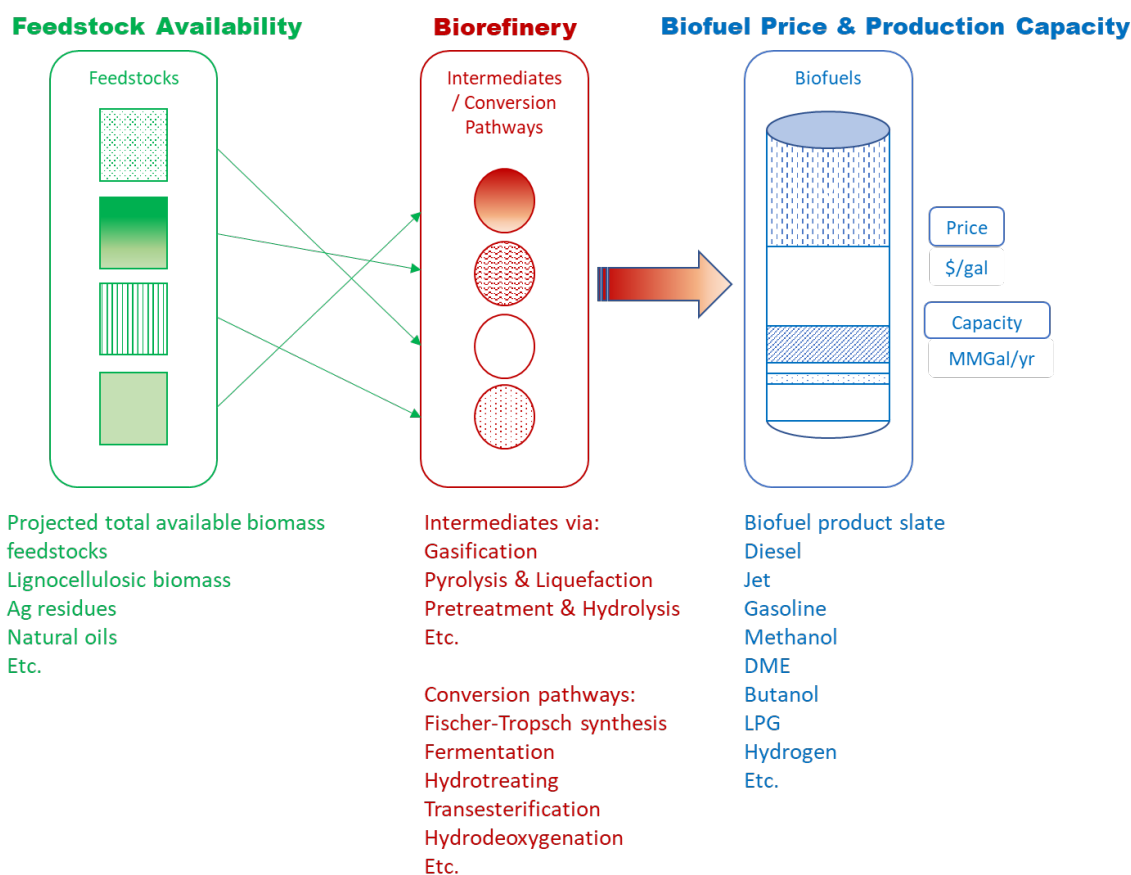 Feedstock Availability
Biorefinery
Biofuel Price & Production Capacity
Feedstocks
Intermediates
/ Conversion
Pathways
Biofuels
Price
$/gal
Capacity
MMGal/yr
Projected total available biomass
feedstocks
Lignocellulosic biomass
Ag residues
Natural oils
Etc.
Intermediates via:
Gasification
Pyrolysis & Liquefaction
Pretreatment & Hydrolysis
Etc.
Conversion pathways:
Fischer-Tropsch synthesis
Fermentation
Hydrotreating
Transesterification
Hydrodeoxygenation
Etc.
Biofuel product slate
Diesel
Jet
Gasoline
Methanol
DME
Butanol
LPG
Hydrogen
Etc.